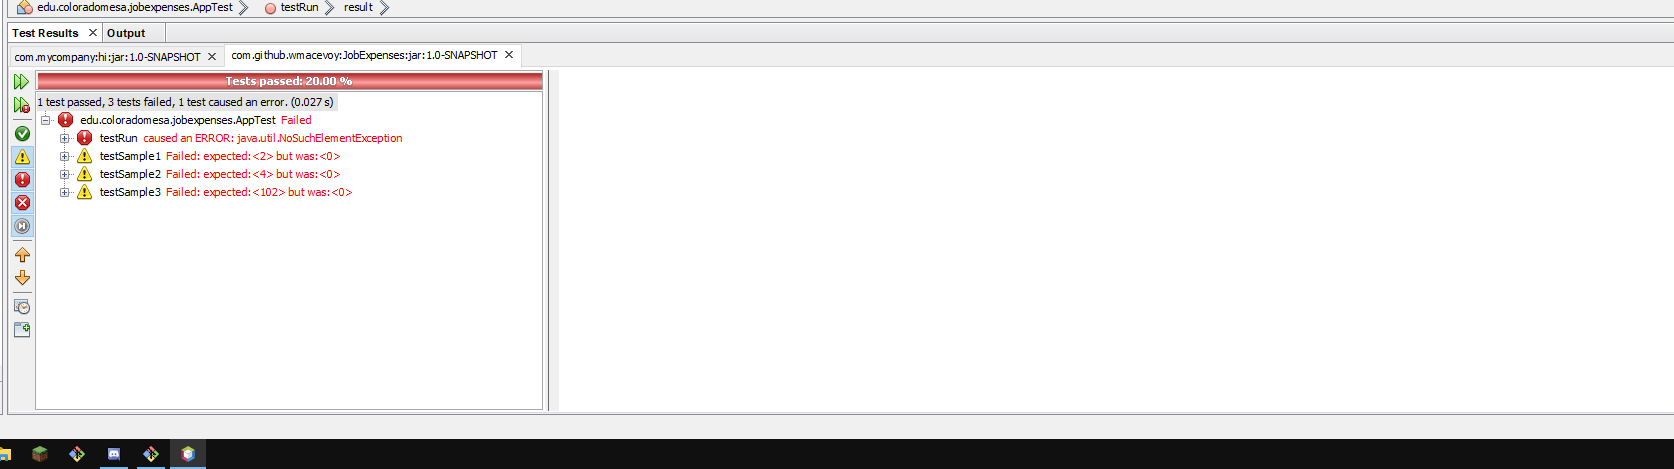 edu.coloradomesa.jobexpenses.AppTest testRun result
Test Results Output
com.mycompany:hi:jar:1.0-SNAPSHOT com.github.wmacevoy:JobExpenses:jar:1.0-SNAPSHOT
Tests passed: 20.00 %
1 test passed, 3 tests failed, 1 test caused an error. (0.027 s)
edu.coloradomesa.jobexpenses.AppTest Failed
testRun caused an ERROR: java.util.NoSuchElementException
testSample1 Failed: expected:<2> but was:<0>
testSample2 Failed: expected:<4> but was:<0>
testSample3 Failed: expected:<102> but was:<0>